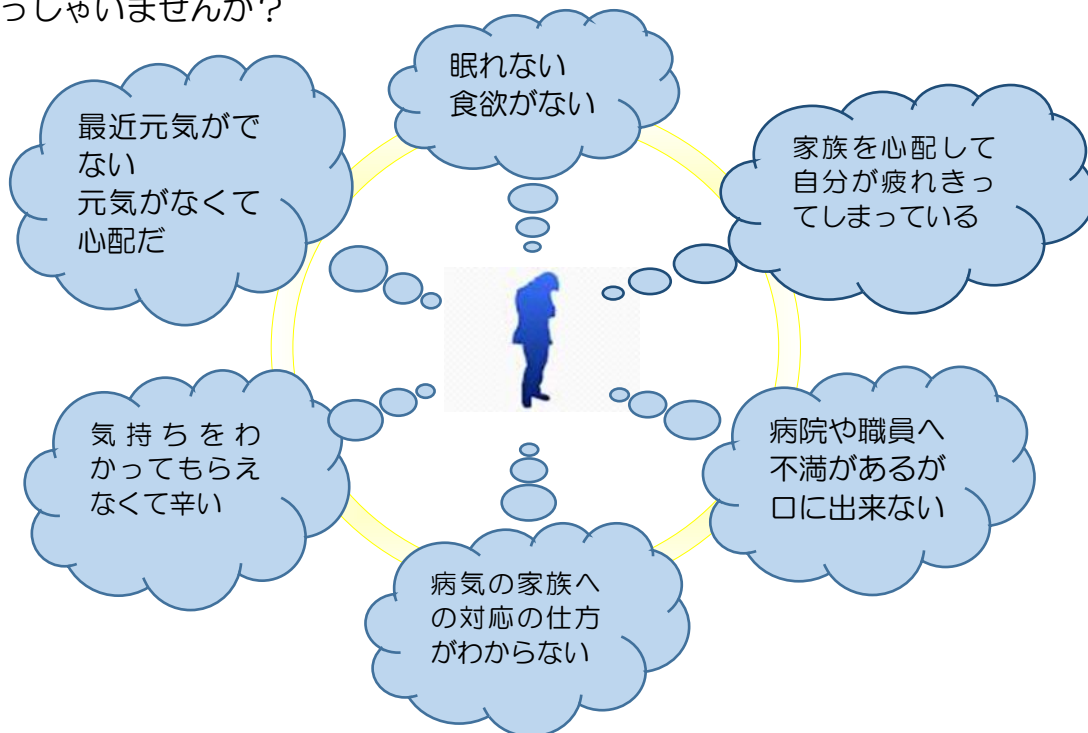 っしゃいませんか？
眠れない
食欲がない
最近元気がで
ない
元気がなくて
心配だ
家族を心配して
自分が疲れきっ
てしまっている
気持ちをわ
かってもらえ
なくて辛い
病院や職員へ
不満があるが
口に出来ない
病気の家族へ
の対応の仕方
がわからない